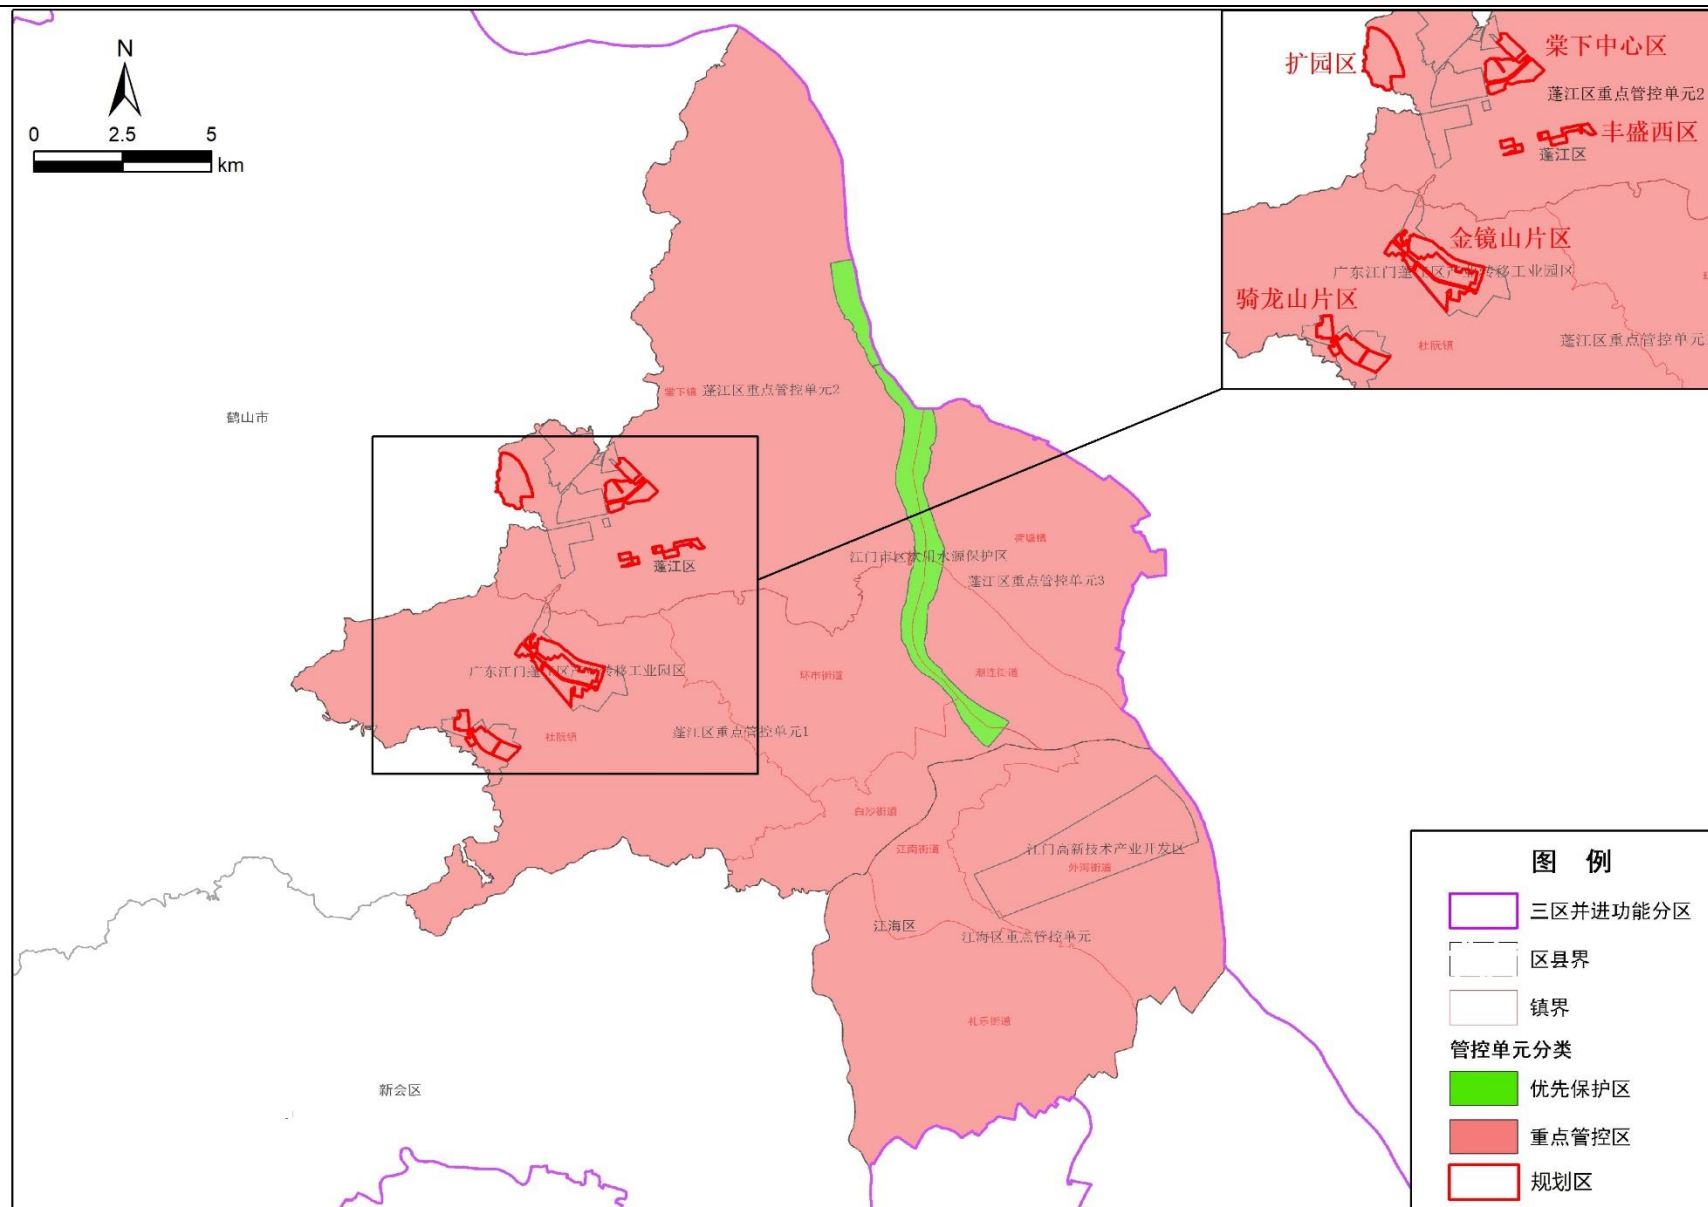 N
0 2.5 5
km
扩园区
棠下中心区
蓬江区重点管控单元2
丰盛西区
蓬江区
金镜山片区
广东江门蓬江区产业转移工业园区
骑龙山片区
杜阮镇
蓬江区重点管控单元
鹤山市
棠下镇
蓬江区重点管控单元2
荷塘镇
江门市区饮用水源保护区
蓬江区
蓬江区重点管控单元3
广东江门蓬江区产业转移工业园区
环市街道
潮连街道
杜阮镇
蓬江区重点管控单元1
白沙街道
江南街道
江门高新技术产业开发区
外海街道
江海区
江海区重点管控单元
礼乐街道
新会区
图 例
三区并进功能分区
区县界
镇界
管控单元分类
优先保护区
重点管控区
规划区